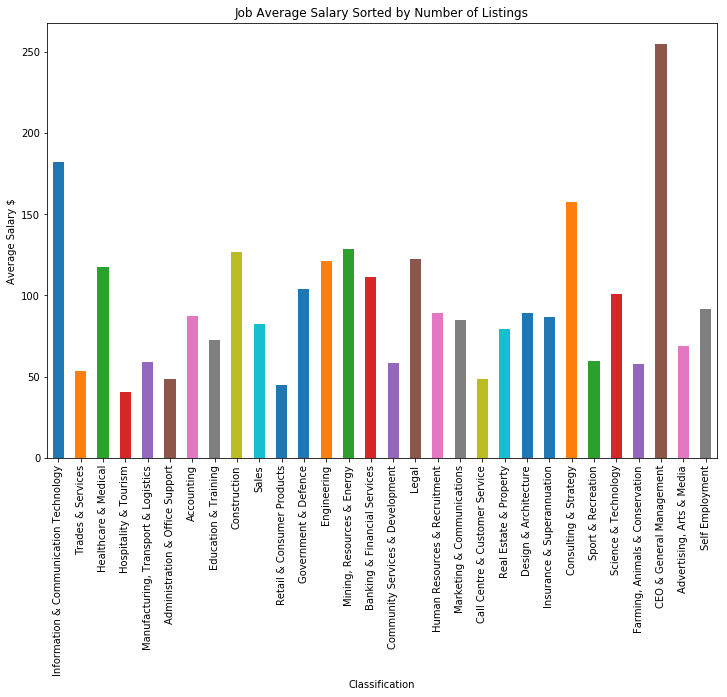 Job Average Salary Sorted by Number of Listings
Average Salary $
250
200
150
100
50
0
Information & Communication Technology
Trades & Services
Healthcare & Medical
Hospitality & Tourism
Manufacturing, Transport & Logistics
Administration & Office Support
Accounting
Education & Training
Construction
Sales
Retail & Consumer Products
Government & Defence
Engineering
Mining, Resources & Energy
Banking & Financial Services
Community Services & Development
Legal
Human Resources & Recruitment
Marketing & Communications
Call Centre & Customer Service
Real Estate & Property
Design & Architecture
Insurance & Superannuation
Consulting & Strategy
Sport & Recreation
Science & Technology
Farming, Animals & Conservation
CEO & General Management
Advertising, Arts & Media
Self Employment
Classification